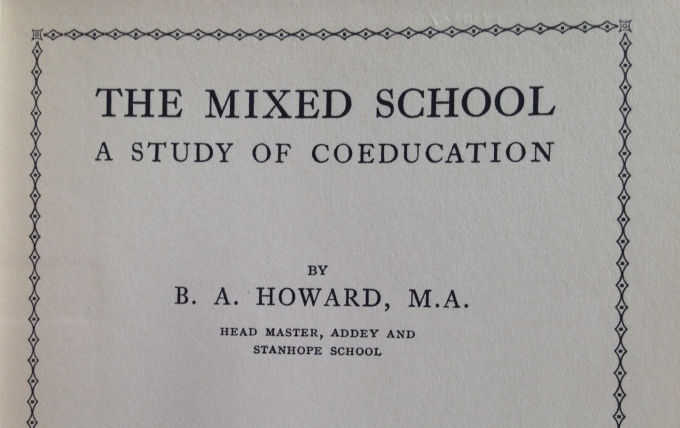 THE MIXED SCHOOL
A STUDY OF COEDUCATION
BY
B. A. HOWARD, M.A.
HEAD MASTER, ADDEY AND
STANHOPE SCHOOL